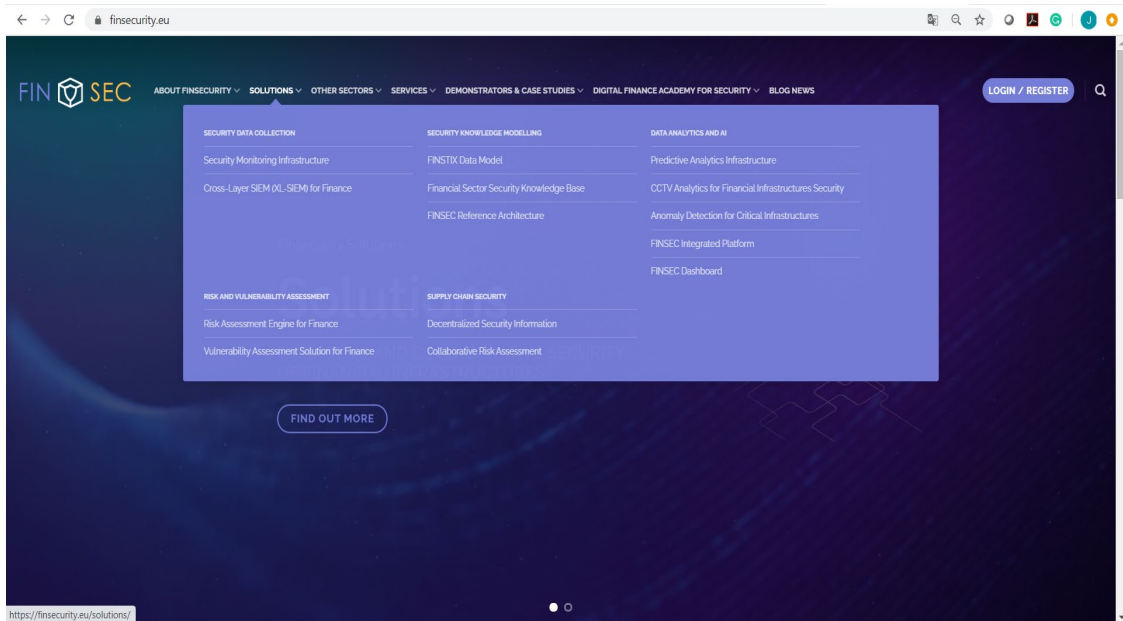 finsecurity.eu
FIN SEC
ABOUT FINSECURITY
SOLUTIONS
OTHER SECTORS
SERVICES
DEMONSTRATORS & CASE STUDIES
DIGITAL FINANCE ACADEMY FOR SECURITY
BLOG NEWS
LOGIN / REGISTER
SECURITY DATA COLLECTION
Security Monitoring Infrastructure
Cross-Layer SIEM (XL-SIEM) for Finance
SECURITY KNOWLEDGE MODELLING
FINSTIX Data Model
Financial Sector Security Knowledge Base
FINSEC Reference Architecture
DATA ANALYTICS AND AI
Predictive Analytics Infrastructure
CCTV Analytics for Financial Infrastructures Security
Anomaly Detection for Critical Infrastructures
FINSEC Integrated Platform
FINSEC Dashboard
RISK AND VULNERABILITY ASSESSMENT
Risk Assessment Engine for Finance
Vulnerability Assessment Solution for Finance
SUPPLY CHAIN SECURITY
Decentralized Security Information
Collaborative Risk Assessment
Solutions
SECURITY
INFRASTRUCTURES
FIND OUT MORE
https://finsecurity.eu/solutions/
J
G